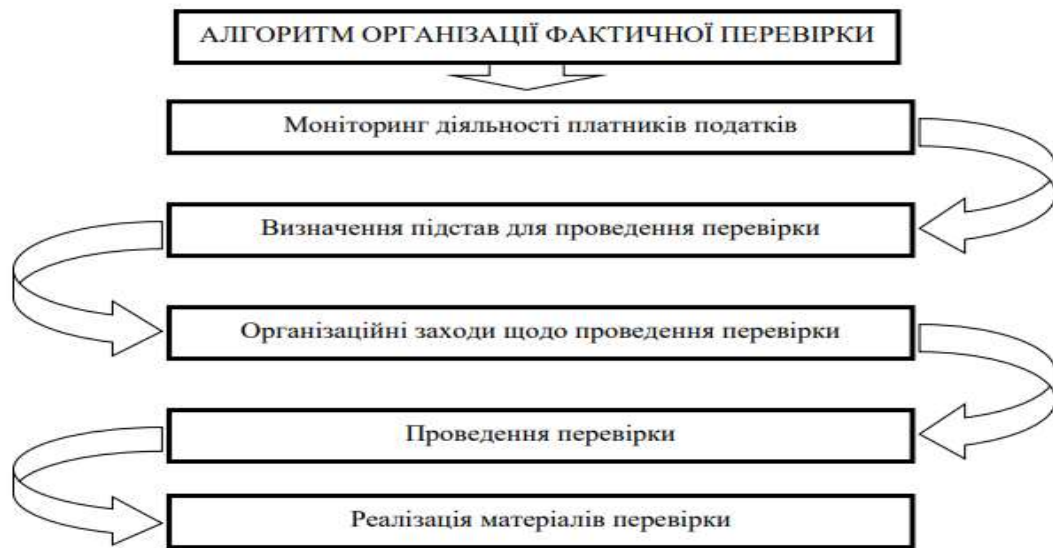 АЛГОРИТМ ОРГАНІЗАЦІЇ ФАКТИЧНОЇ ПЕРЕВІРКИ
Моніторинг діяльності платників податків
Визначення підстав для проведення перевірки
Організаційні заходи щодо проведення перевірки
Проведення перевірки
Реалізація матеріалів перевірки